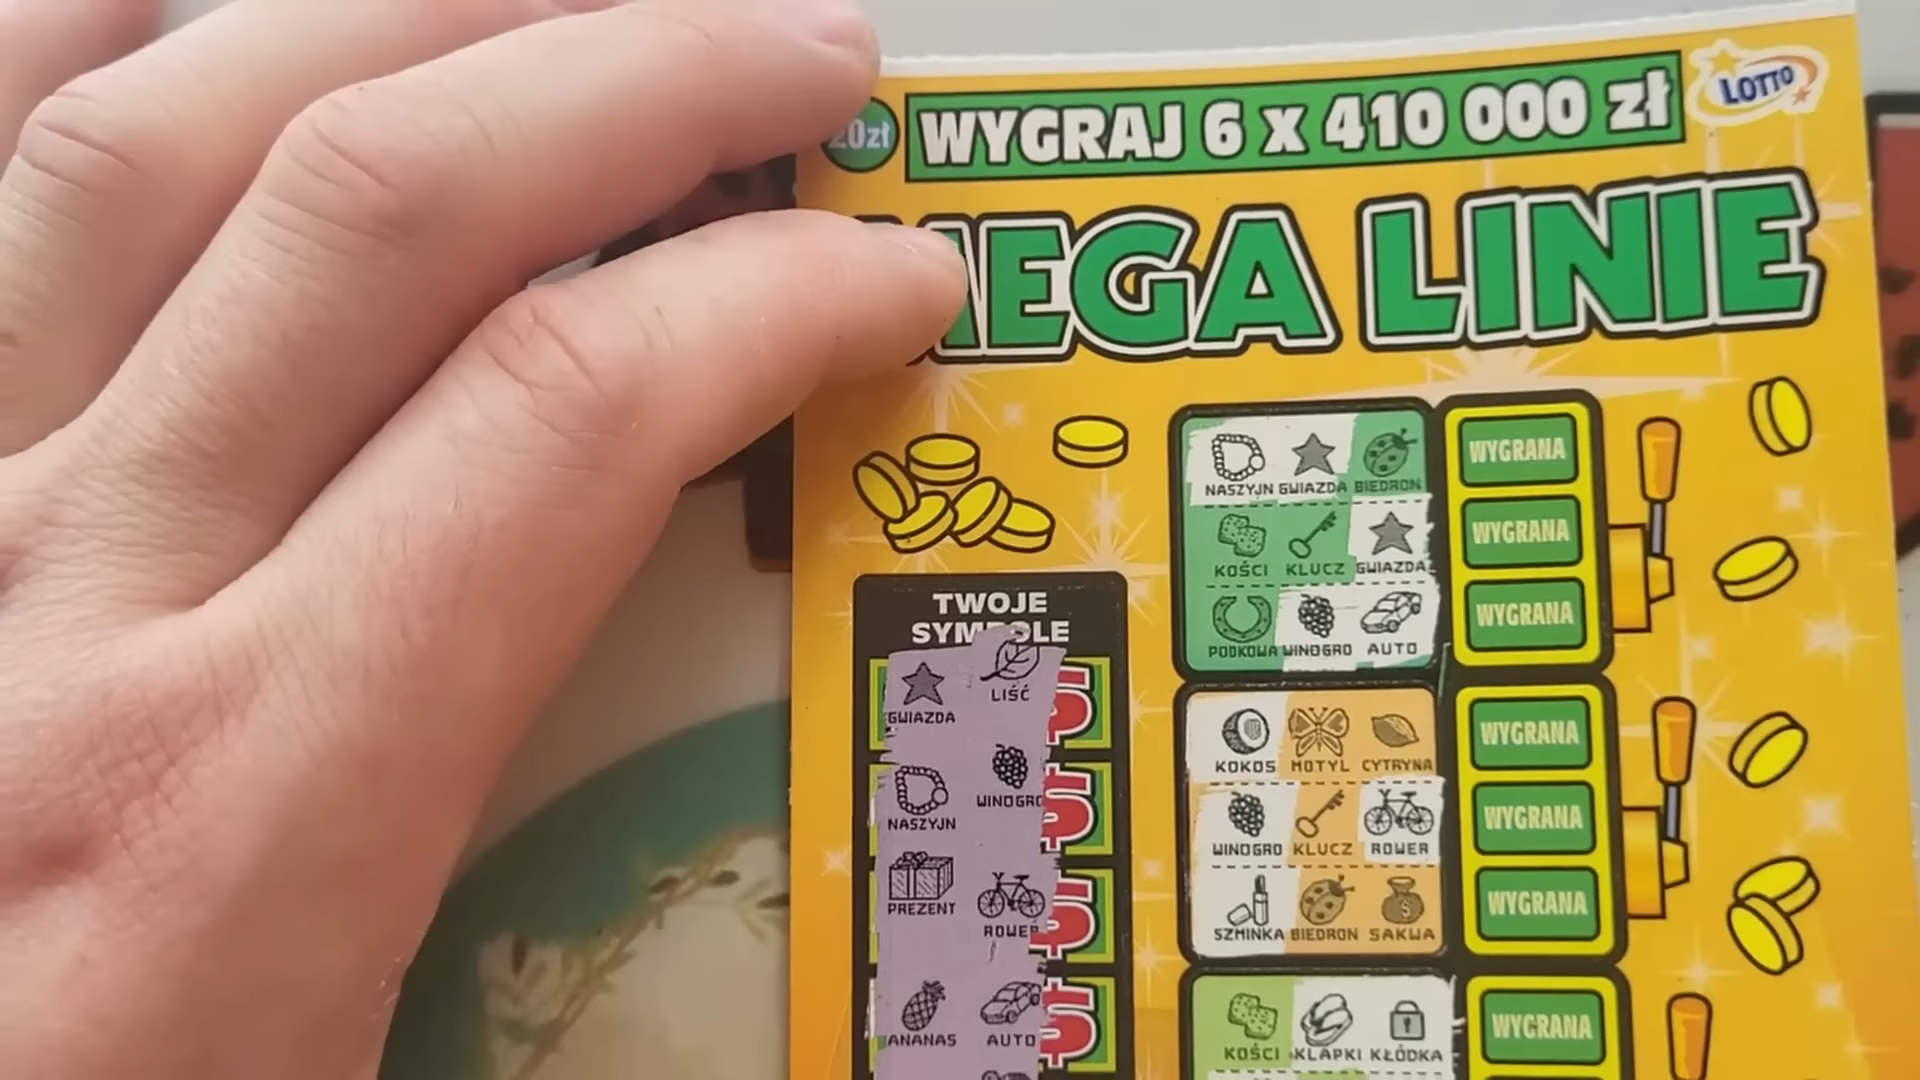 20zł
WYGRAJ 6 X 410 000 zł
LOTTO
MEGA LINIE
TWOJE
SYMBOLE
GWIAZDA
LIŚĆ
NASZYJN
WINOGRO
PREZENT
ROWER
ANANAS
AUTO
NASZYJN GWIAZDA BIEDRON
KOŚCI KLUCZ GWIAZDA
PODKOWA WINOGRO AUTO
WYGRANA
WYGRANA
WYGRANA
KOKOS MOTYL CYTRYNA
WINOGRO KLUCZ ROWER
SZMINKA BIEDRON SAKWA
WYGRANA
WYGRANA
WYGRANA
KOŚCI KLAPKI KŁÓDKA
WYGRANA